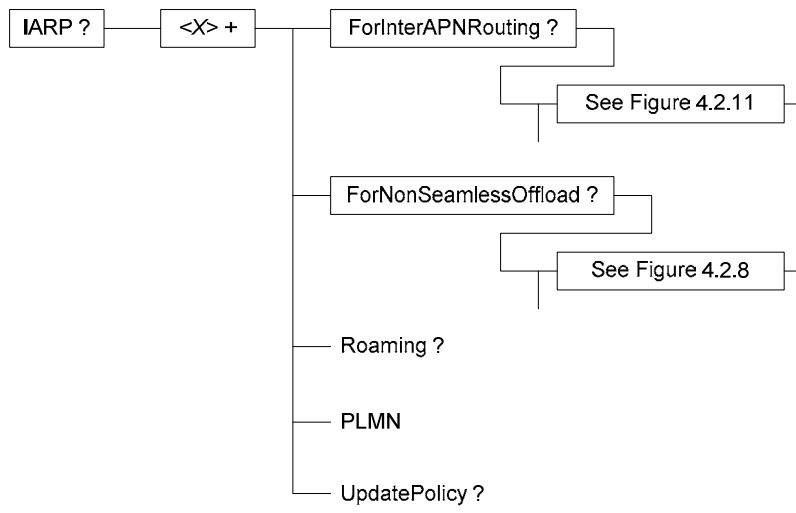 IARP ?
<X> +
ForInterAPNRouting ?
See Figure 4.2.11
ForNonSeamlessOffload ?
See Figure 4.2.8
Roaming ?
PLMN
UpdatePolicy ?